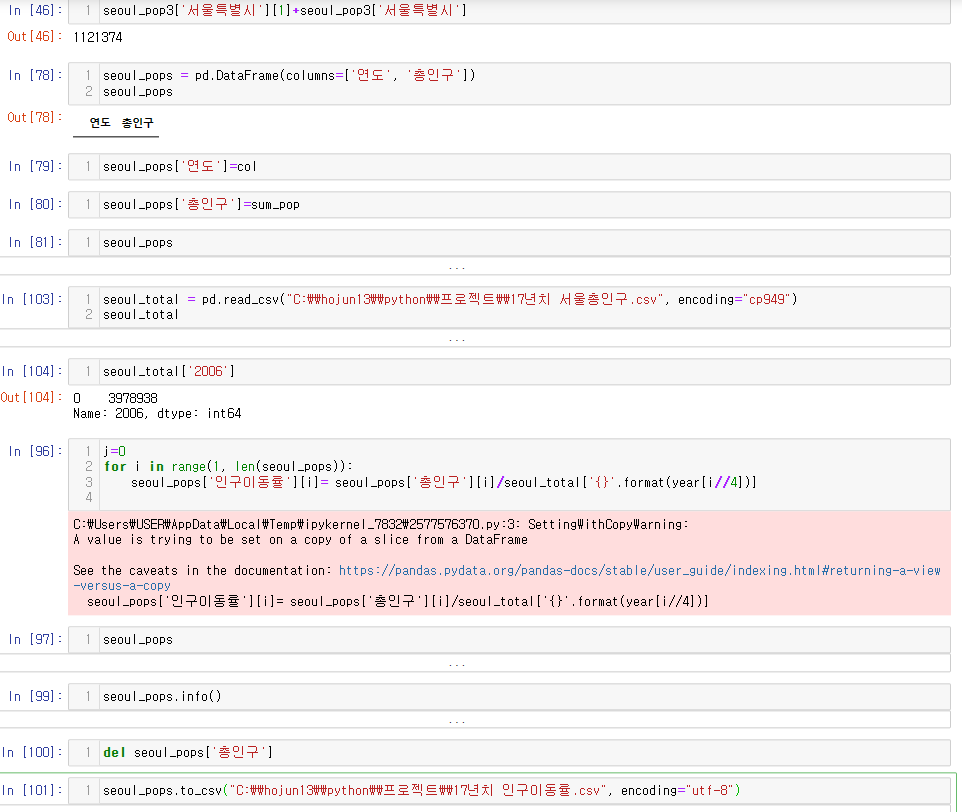 In [46]: 1 seoul_pop3['서울특별시'][1]+seoul_pop3['서울특별시']
Out[46]: 1121374
In [78]: 1 seoul_pops = pd.DataFrame(columns=['연도', '총인구'])
2 seoul_pops
Out[78]: 연도 총인구
In [79]: 1 seoul_pops['연도']=col
In [80]: 1 seoul_pops['총인구']=sum_pop
In [81]: 1 seoul_pops
...
In [103]: 1 seoul_total = pd.read_csv("C:₩₩hojun13₩₩python₩₩프로젝트₩₩17년치 서울총인구.csv", encoding="cp949")
2 seoul_total
...
In [104]: 1 seoul_total['2006']
Out[104]: 0 3978938
Name: 2006, dtype: int64
In [96]: 1 j=0
2 for i in range(1, len(seoul_pops)):
3 seoul_pops['인구이동률'][i]= seoul_pops['총인구'][i]/seoul_total['{}'.format(year[i//4])]
4
C:₩Users₩USER₩AppData₩Local₩Temp₩ipykernel_7832₩2577576370.py:3: SettingWithCopyWarning:
A value is trying to be set on a copy of a slice from a DataFrame
See the caveats in the documentation: https://pandas.pydata.org/pandas-docs/stable/user_guide/indexing.html#returning-a-view
-versus-a-copy
seoul_pops['인구이동률'][i]= seoul_pops['총인구'][i]/seoul_total['{}'.format(year[i//4])]
In [97]: 1 seoul_pops
...
In [99]: 1 seoul_pops.info()
...
In [100]: 1 del seoul_pops['총인구']
In [101]: 1 seoul_pops.to_csv("C:₩₩hojun13₩₩python₩₩프로젝트₩₩17년치 인구이동률.csv", encoding="utf-8")